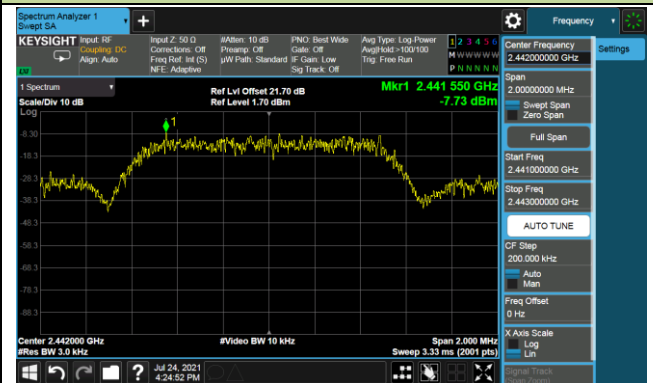 Spectrum Analyzer 1
Swept SA
Frequency
KEYSIGHT
Input: RF
Coupling: DC
Align: Auto
Input Z: 50 Ω
Corrections: Off
Freq Ref: Int (S)
NFE: Adaptive
#Atten: 10 dB
Preamp: Off
µW Path: Standard
PNO: Best Wide
Gate: Off
IF Gain: Low
Sig Track: Off
Avg Type: Log-Power
Avg|Hold:>100/100
Trig: Free Run
1 2 3 4 5 6
M W W W W W
P N N N N N
1 Spectrum
Scale/Div 10 dB
Log
Ref Lvl Offset 21.70 dB
Ref Level 1.70 dBm
Mkr1 2.441 550 GHz
-7.73 dBm
1
-8.30
-18.3
-28.3
-38.3
-48.3
-58.3
-68.3
-78.3
-88.3
Center 2.442000 GHz
#Res BW 3.0 kHz
#Video BW 10 kHz
Span 2.000 MHz
Sweep 3.33 ms (2001 pts)
Jul 24, 2021
4:24:52 PM
Center Frequency
2.442000000 GHz
Settings
Span
2.00000000 MHz
Swept Span
Zero Span
Full Span
Start Freq
2.441000000 GHz
Stop Freq
2.443000000 GHz
AUTO TUNE
CF Step
200.000 kHz
Auto
Man
Freq Offset
0 Hz
X Axis Scale
Log
Lin
Signal Track
(Span Zoom)